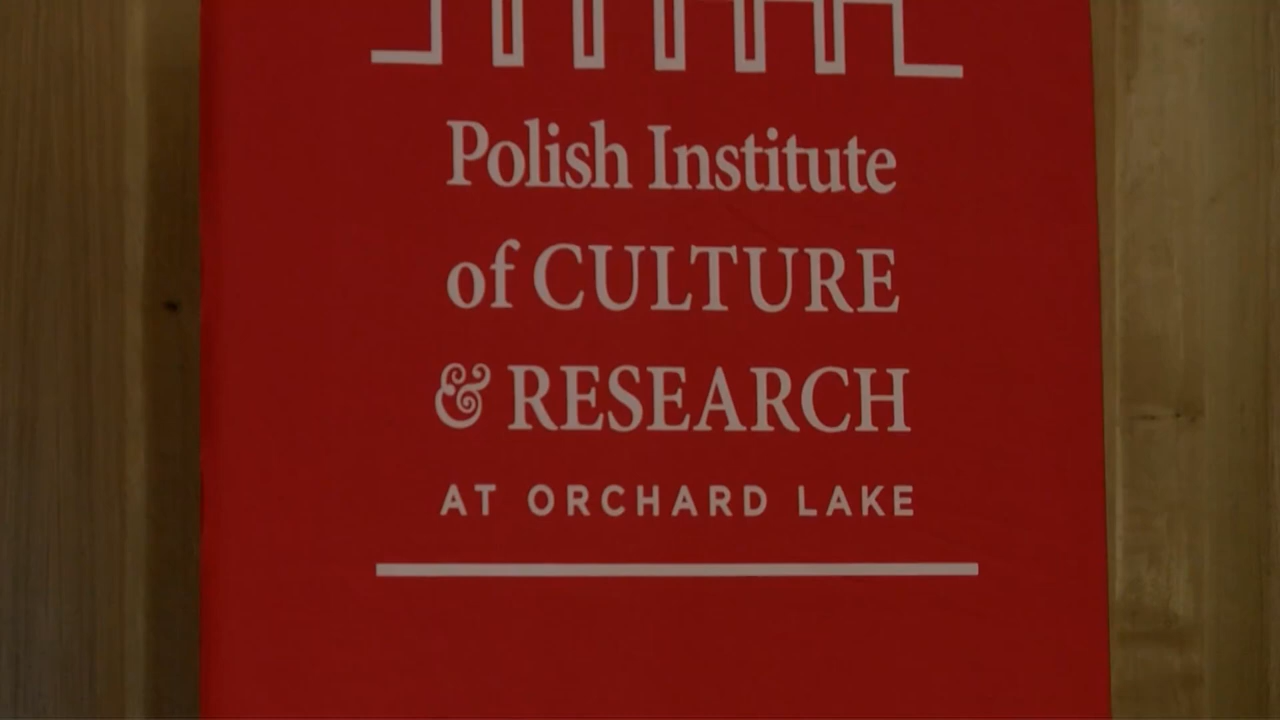 Polish Institute
of CULTURE
& RESEARCH
AT ORCHARD LAKE